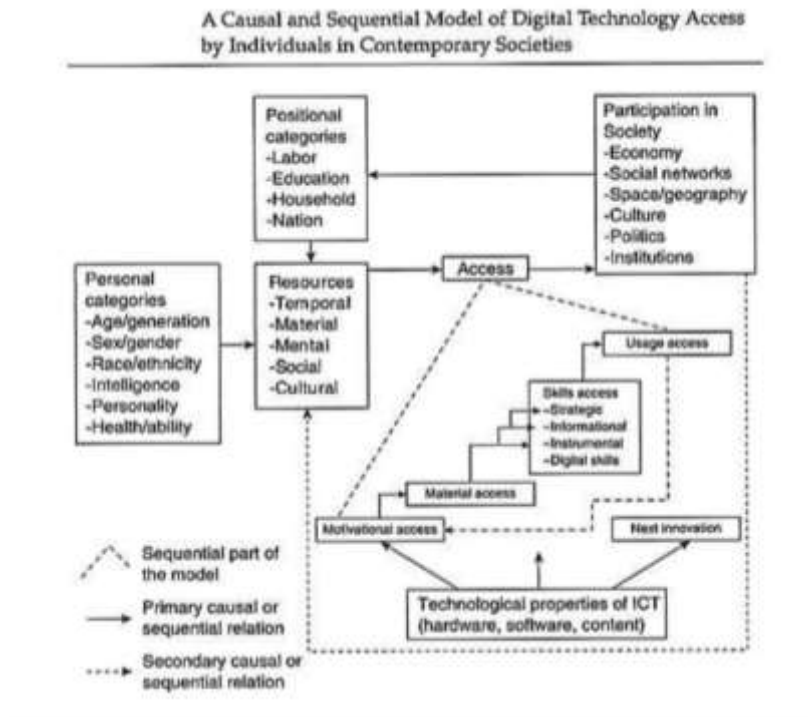 A Causal and Sequential Model of Digital Technology Access
by Individuals in Contemporary Societies
Positional
categories
-Labor
-Education
-Household
-Nation
Participation in
Society
-Economy
-Social networks
-Space/geography
-Culture
-Politics
-Institutions
Personal
categories
-Age/generation
-Sex/gender
-Race/ethnicity
-Intelligence
-Personality
-Health/ability
Resources
-Temporal
-Material
-Mental
-Social
-Cultural
Access
Usage access
Skills access
-Strategic
-Informational
-Instrumental
-Digital skills
Material access
Motivational access
Next innovation
Technological properties of ICT
(hardware, software, content)
Sequential part of
the model
Primary causal or
sequential relation
Secondary causal or
sequential relation